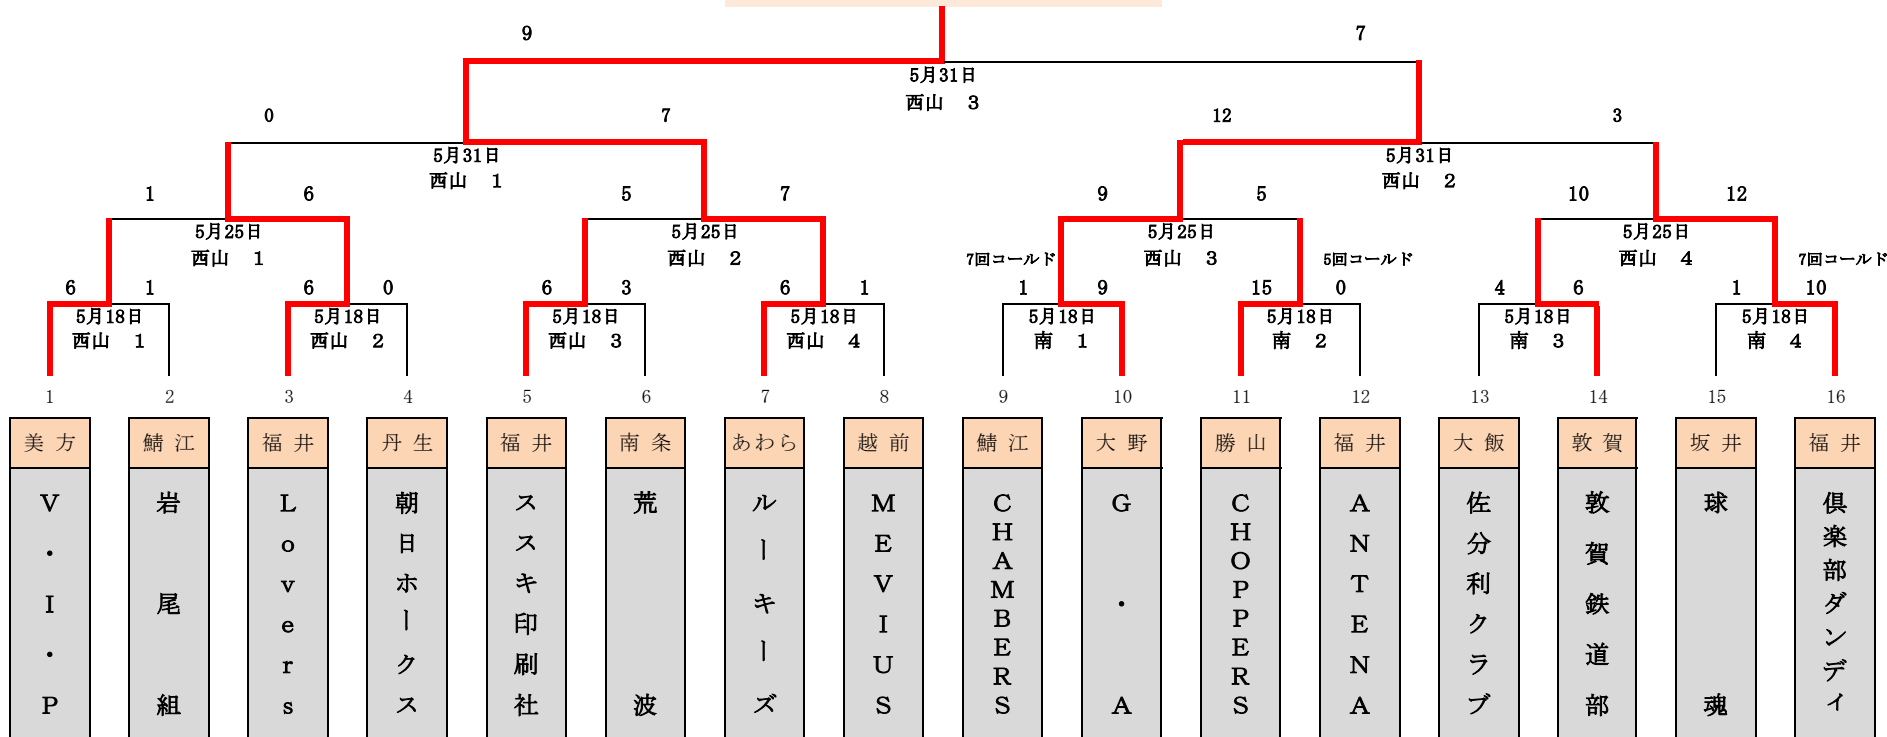 9 7
5月31日
西山 3
0 7 12 3
5月31日 5月31日
西山 1 西山 2
1 6 5 7 9 5 10 12
5月25日 5月25日 5月25日 5月25日
西山 1 西山 2 西山 3 西山 4
7回コールド 5回コールド 7回コールド
6 1 6 0 6 3 6 1 1 9 15 0 4 6 1 10
5月18日 5月18日 5月18日 5月18日 5月18日 5月18日 5月18日 5月18日
西山 1 西山 2 西山 3 西山 4 南 1 南 2 南 3 南 4
1 2 3 4 5 6 7 8 9 10 11 12 13 14 15 16
美方 鯖江 福井 丹生 福井 南条 あわら 越前 鯖江 大野 勝山 福井 大飯 敦賀 坂井 福井
V・I・P
岩尾組
Lovers
朝日ホークス
ススキ印刷社
荒波
ルーキーズ
MEVIUS
CHAMBERS
G・A
CHOPPERS
ANTENNA
佐分利クラブ
敦賀鉄道部
球魂
倶楽部ダンディ